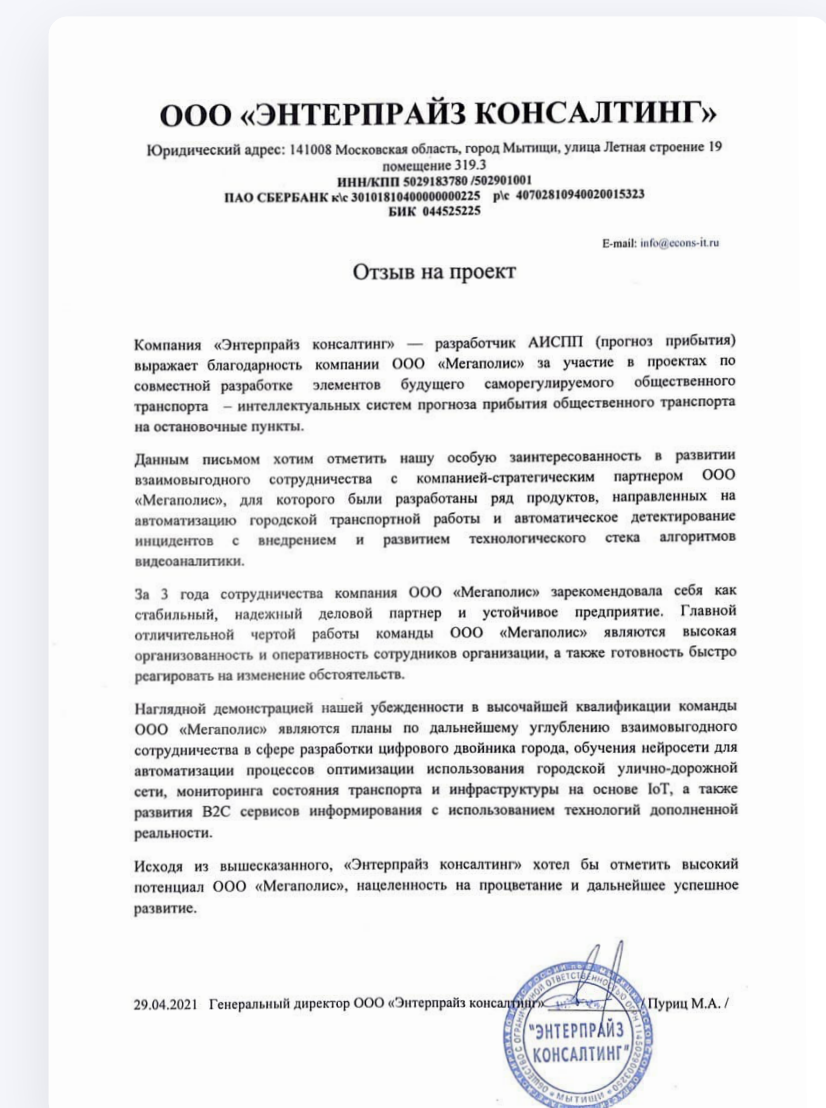 ООО «ЭНТЕРПРАЙЗ КОНСАЛТИНГ»
Юридический адрес: 141008 Московская область, город Мытищи, улица Летная строение 19
помещение 319.3
ИНН/КПП 5029183780 /502901001
ПАО СБЕРБАНК к\с 30101810400000000225 р\с 40702810940020015323
БИК 044525225
E-mail: info@econs-it.ru
Отзыв на проект
Компания «Энтерпрайз консалтинг» — разработчик АИСПП (прогноз прибытия)
выражает благодарность компании ООО «Мегаполис» за участие в проектах по
совместной разработке элементов будущего саморегулируемого общественного
транспорта – интеллектуальных систем прогноза прибытия общественного транспорта
на остановочные пункты.
Данным письмом хотим отметить нашу особую заинтересованность в развитии
взаимовыгодного сотрудничества с компанией-стратегическим партнером ООО
«Мегаполис», для которого были разработаны ряд продуктов, направленных на
автоматизацию городской транспортной работы и автоматическое детектирование
инцидентов с внедрением и развитием технологического стека алгоритмов
видеоаналитики.
За 3 года сотрудничества компания ООО «Мегаполис» зарекомендовала себя как
стабильный, надежный деловой партнер и устойчивое предприятие. Главной
отличительной чертой работы команды ООО «Мегаполис» являются высокая
организованность и оперативность сотрудников организации, а также готовность быстро
реагировать на изменение обстоятельств.
Наглядной демонстрацией нашей убежденности в высочайшей квалификации команды
ООО «Мегаполис» являются планы по дальнейшему углублению взаимовыгодного
сотрудничества в сфере разработки цифрового двойника города, обучения нейросети для
автоматизации процессов оптимизации использования городской улично-дорожной
сети, мониторинга состояния транспорта и инфраструктуры на основе IoT, а также
развития B2C сервисов информирования с использованием технологий дополненной
реальности.
Исходя из вышесказанного, «Энтерпрайз консалтинг» хотел бы отметить высокий
потенциал ООО «Мегаполис», нацеленность на процветание и дальнейшее успешное
развитие.
29.04.2021 Генеральный директор ООО «Энтерпрайз консалтинг» / Пуриц М.А. /
"ЭНТЕРПРАЙЗ
КОНСАЛТИНГ"
ОБЩЕСТВО С ОГРАНИЧЕННОЙ ОТВЕТСТВЕННОСТЬЮ
МЫТИЩИ